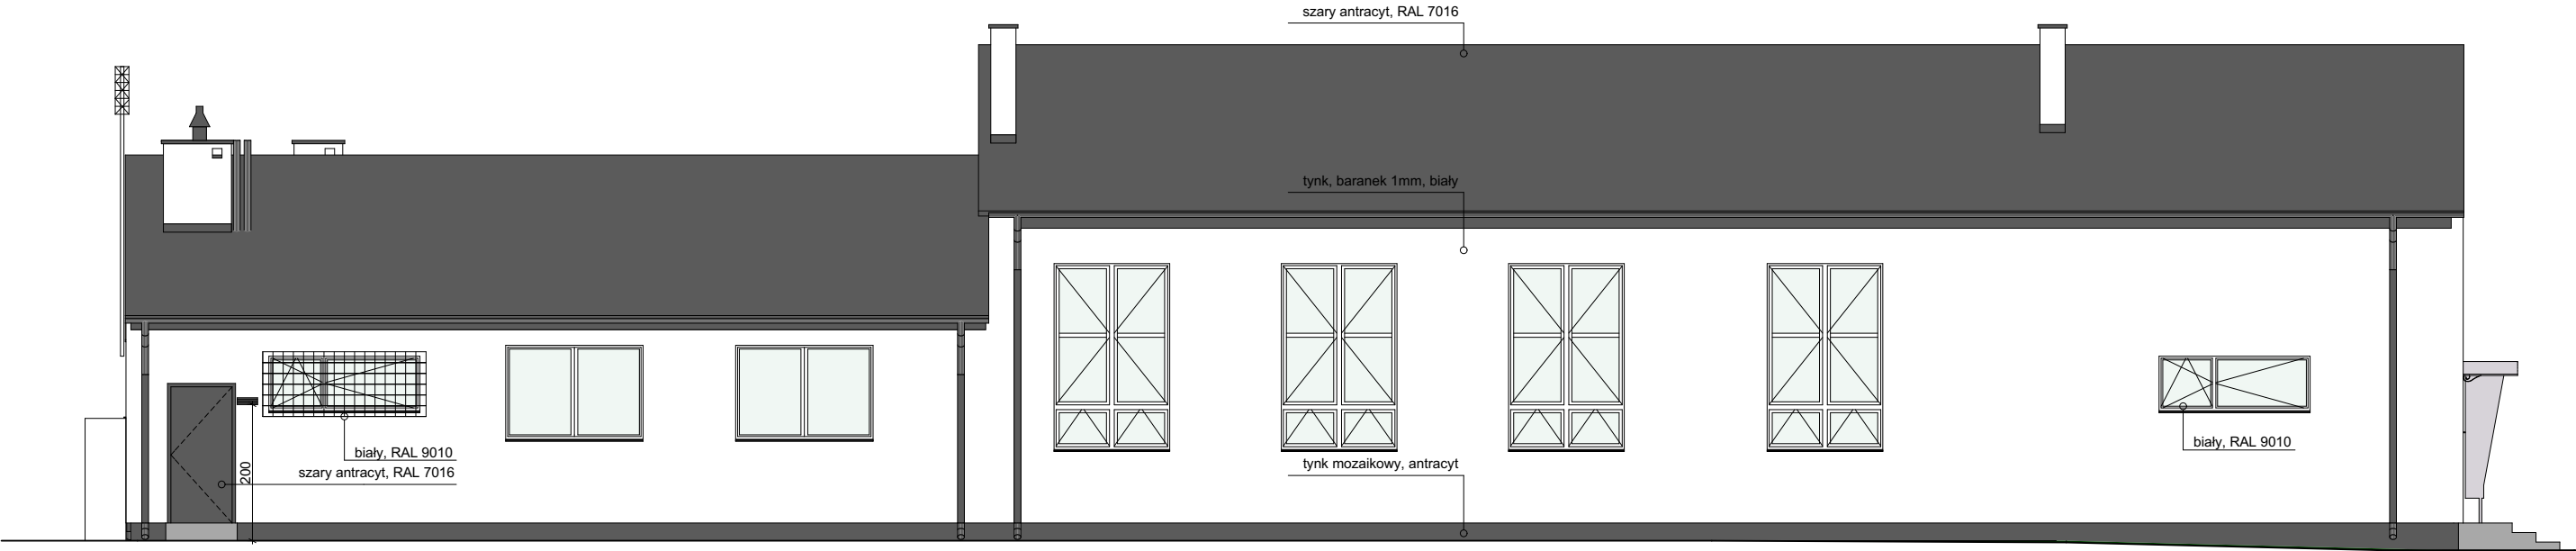 szary antracyt, RAL 7016
tynk, baranek 1mm, biały
biały, RAL 9010
szary antracyt, RAL 7016
200
tynk mozaikowy, antracyt
biały, RAL 9010